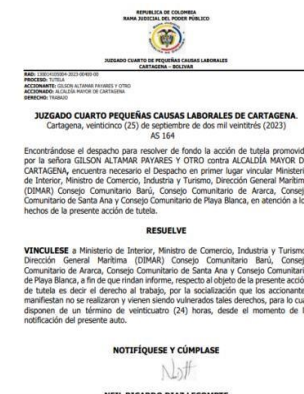 REPUBLICA DE COLOMBIA
RAMA JUDICIAL DEL PODER PÚBLICO
JUZGADO CUARTO DE PEQUEÑAS CAUSAS LABORALES
CARTAGENA – BOLIVAR
PROCESO: TUTELA
ACCIONANTE: GILSON ALTAMAR PAYARES Y OTRO
ACCIONADO: ALCALDÍA MAYOR DE CARTAGENA
DERECHO: TRABAJO
JUZGADO CUARTO PEQUEÑAS CAUSAS LABORALES DE CARTAGENA.
Cartagena, veinticinco (25) de septiembre de dos mil veintitrés (2023)
AS 164
Encontrándose el despacho para resolver de fondo la acción de tutela promovid
por la señora GILSON ALTAMAR PAYARES Y OTRO contra ALCALDÍA MAYOR D
CARTAGENA, encuentra necesario el Despacho en primer lugar vincular Ministeri
de Interior, Ministro de Comercio, Industria y Turismo, Dirección General Marítim
(DIMAR) Consejo Comunitario Barú, Consejo Comunitario de Ararca, Consej
Comunitario de Santa Ana y Consejo Comunitario de Playa Blanca, en atención a lo
hechos de la presente acción de tutela.
RESUELVE
VINCULESE a Ministerio de Interior, Ministro de Comercio, Industria y Turismo
Dirección General Marítima (DIMAR) Consejo Comunitario Barú, Consej
Comunitario de Ararca, Consejo Comunitario de Santa Ana y Consejo Comunitari
de Playa Blanca, a fin de que rindan informe, respecto al objeto de la presente acció
de tutela es decir el derecho al trabajo, por la socialización que los accionante
manifiestan no se realizaron y vienen siendo vulnerados tales derechos, para lo cua
disponen de un término de veinticuatro (24) horas, desde el momento de l
notificación del presente auto.
NOTIFÍQUESE Y CÚMPLASE